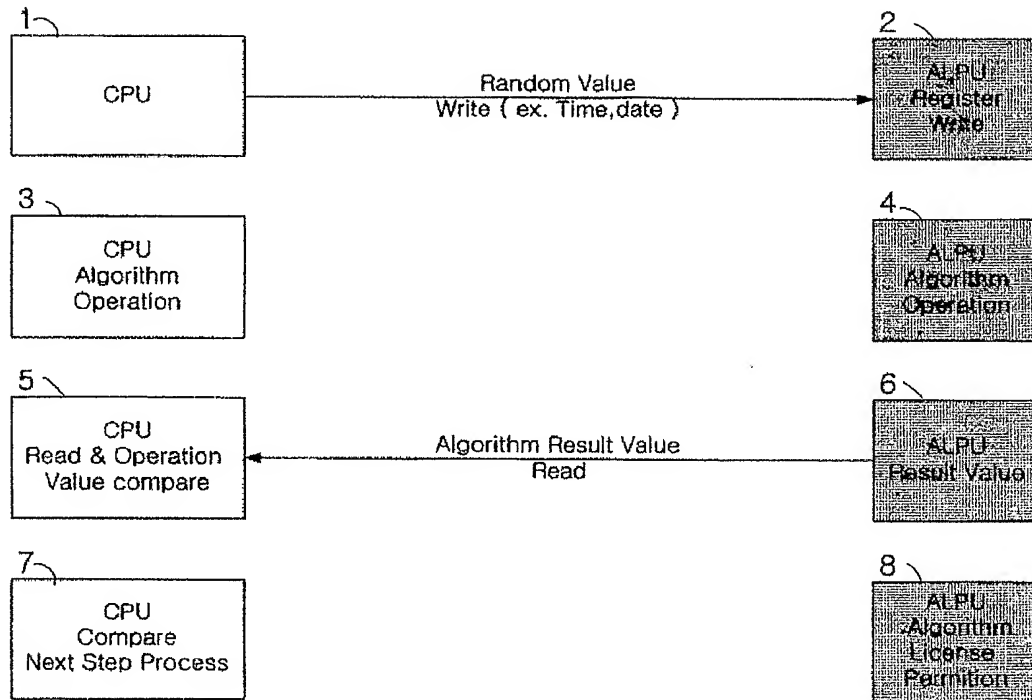 1
CPU
Random Value
Write ( ex. Time,date )
2
ALPU
Register
Write
3
CPU
Algorithm
Operation
4
ALPU
Algorithm
Operation
5
CPU
Read & Operation
Value compare
Algorithm Result Value
Read
6
ALPU
Result Value
7
CPU
Compare
Next Step Process
8
ALPU
Algorithm
License
Permition